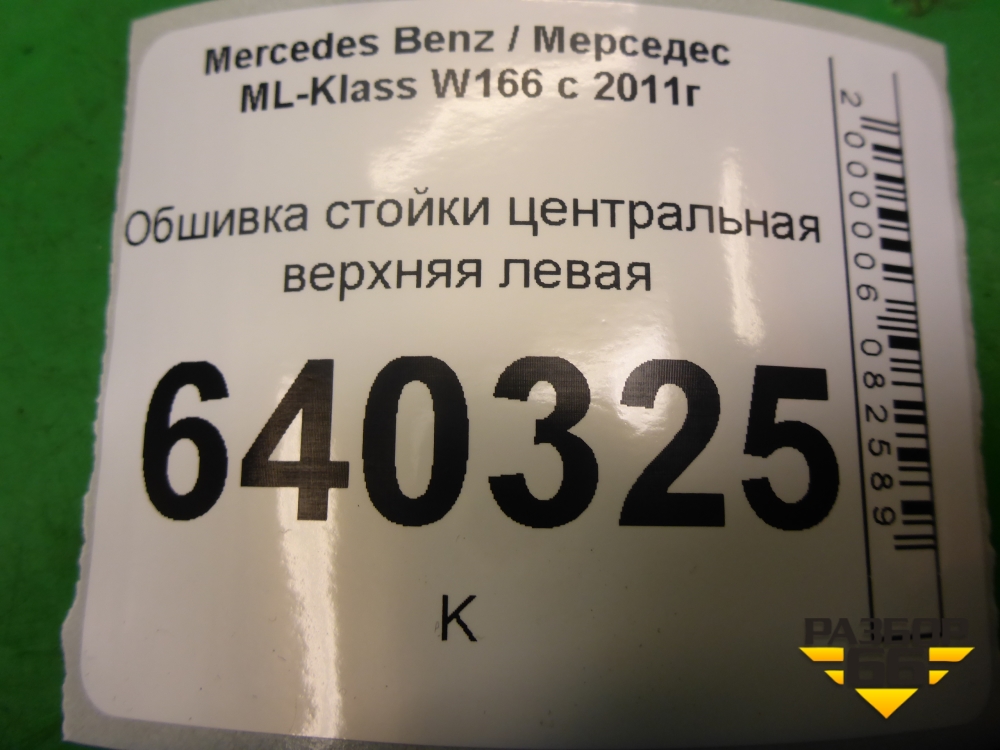 Mercedes Benz / Мерседес
ML-Klass W166 с 2011г
Обшивка стойки центральная
верхняя левая
640325
К
2000006082589
РАЗБОР
66